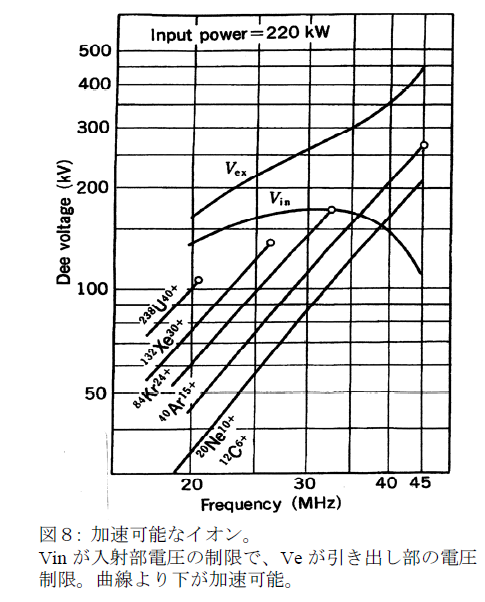 Input power=220 kW
500
400
300
200
100
50
Dee voltage (kV)
Vex
Vin
238U40+
132Xe30+
84Kr24+
40Ar15+
20Ne10+
12C6+
20
30
40
45
Frequency (MHz)
図８: 加速可能なイオン。
Vin が入射部電圧の制限で、Ve が引き出し部の電圧
制限。曲線より下が加速可能。